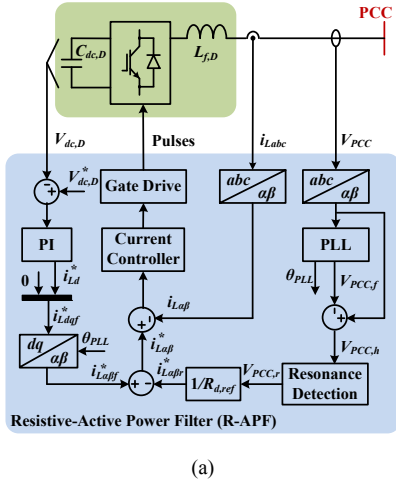 PCC
C_dc,D
L_f,D
V_dc,D
Pulses
i_Labc
V_PCC
V*_dc,D
Gate Drive
abc
αβ
abc
αβ
PI
Current
Controller
PLL
0
i*_Ld
θ_PLL
V_PCC,f
i*_Ldqf
i_Lαβ
dq
αβ
θ_PLL
i*_Lαβ
V_PCC,h
i*_Lαβf
i*_Lαβr
1/R_d,ref
V_PCC,r
Resonance
Detection
Resistive-Active Power Filter (R-APF)
(a)